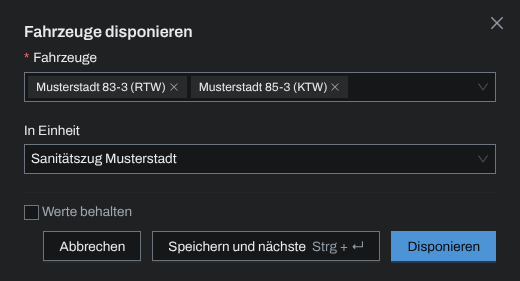 Fahrzeuge disponieren
* Fahrzeuge
Musterstadt 83-3 (RTW) Musterstadt 85-3 (KTW)
In Einheit
Sanitätszug Musterstadt
Werte behalten
Abbrechen Speichern und nächste Strg + ↵ Disponieren